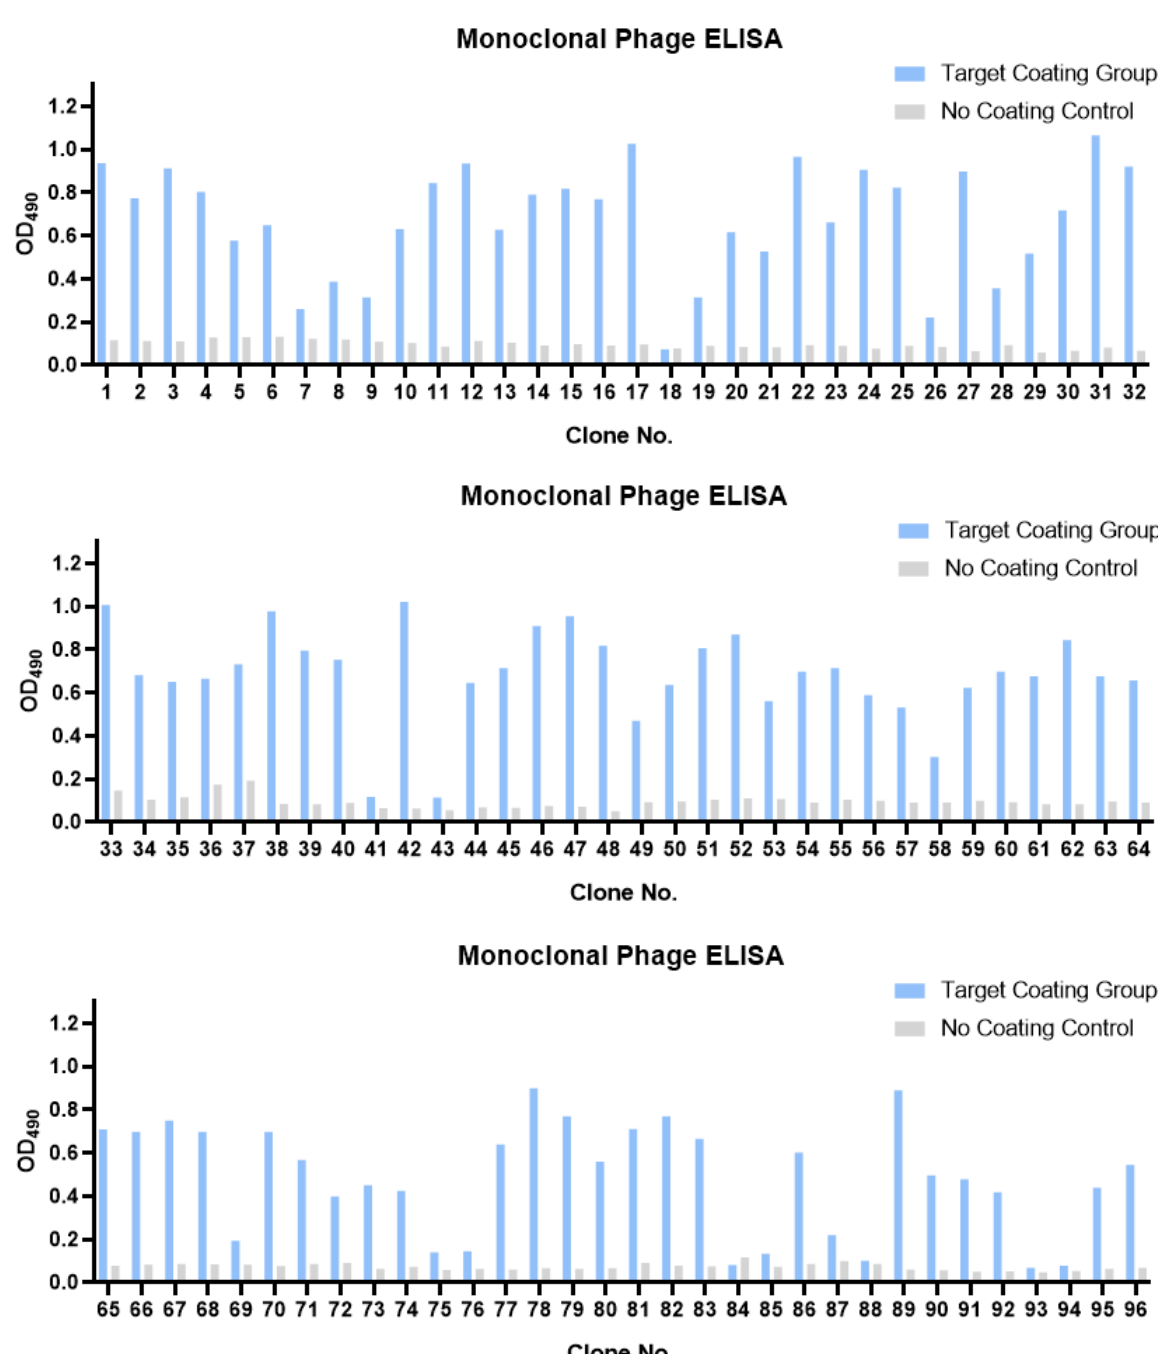 Monoclonal Phage ELISA
Target Coating Group
No Coating Control
OD490
1.2
1.0
0.8
0.6
0.4
0.2
0.0
1 2 3 4 5 6 7 8 9 10 11 12 13 14 15 16 17 18 19 20 21 22 23 24 25 26 27 28 29 30 31 32
Clone No.
Monoclonal Phage ELISA
Target Coating Group
No Coating Control
OD490
1.2
1.0
0.8
0.6
0.4
0.2
0.0
33 34 35 36 37 38 39 40 41 42 43 44 45 46 47 48 49 50 51 52 53 54 55 56 57 58 59 60 61 62 63 64
Clone No.
Monoclonal Phage ELISA
Target Coating Group
No Coating Control
OD490
1.2
1.0
0.8
0.6
0.4
0.2
0.0
65 66 67 68 69 70 71 72 73 74 75 76 77 78 79 80 81 82 83 84 85 86 87 88 89 90 91 92 93 94 95 96
Clone No.